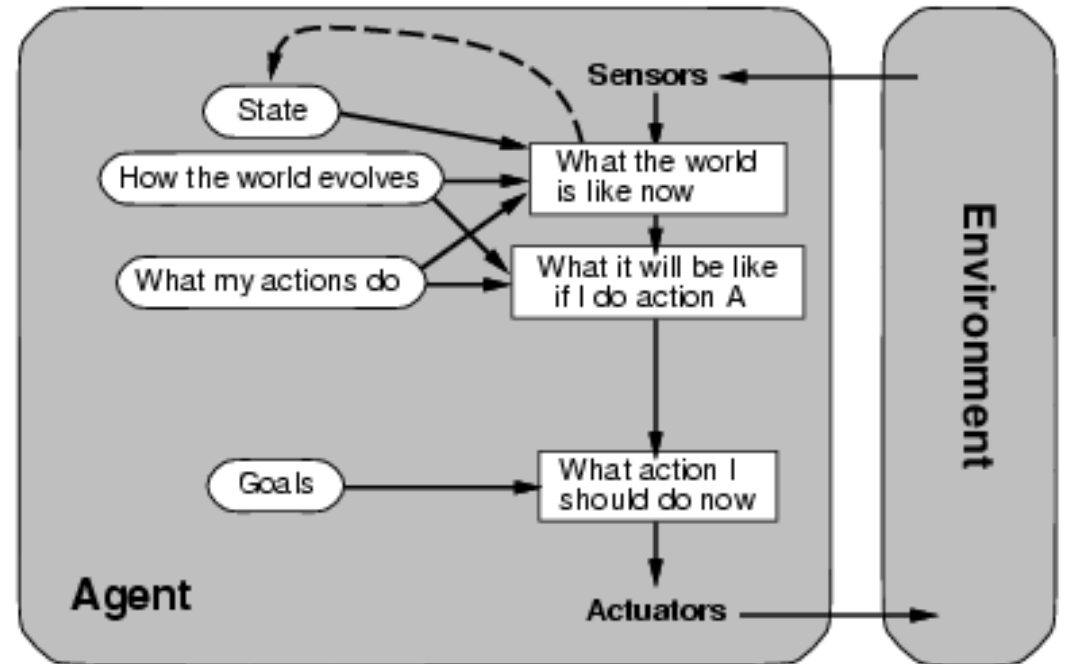 Sensors
State
What the world
is like now
How the world evolves
What it will be like
if I do action A
What my actions do
Goals
What action I
should do now
Agent
Actuators
Environment